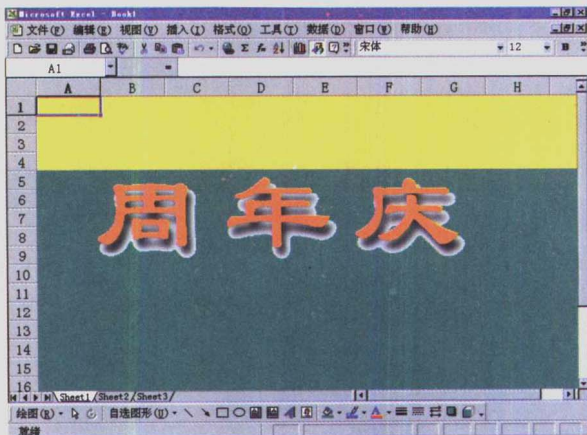 Microsoft Excel - Book1
文件(F) 编辑(E) 视图(V) 插入(I) 格式(O) 工具(T) 数据(D) 窗口(W) 帮助(H)
宋体 12 B
A1 =
A B C D E F G H
1
2
3
4
5
6
7
8
9
10
11
12
13
14
15
16
周年庆
Sheet1 Sheet2 Sheet3
绘图(R) 自选图形(U)
就绪